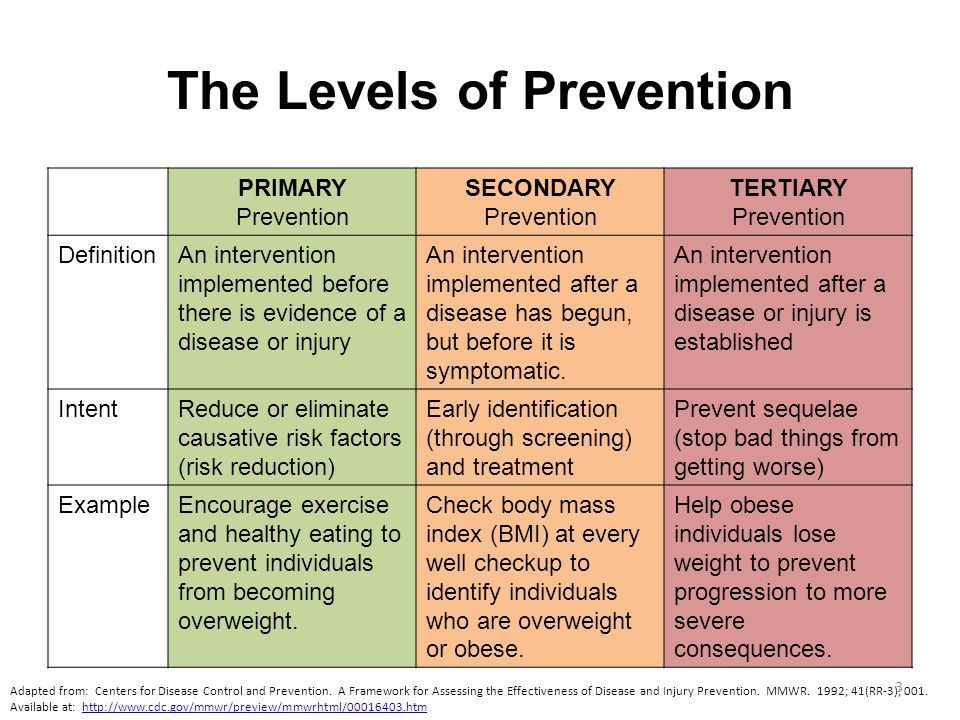 The Levels of Prevention
PRIMARY
Prevention
SECONDARY
Prevention
TERTIARY
Prevention
Definition
An intervention
implemented before
there is evidence of a
disease or injury
An intervention
implemented after a
disease has begun,
but before it is
symptomatic.
An intervention
implemented after a
disease or injury is
established
Intent
Reduce or eliminate
causative risk factors
(risk reduction)
Early identification
(through screening)
and treatment
Prevent sequelae
(stop bad things from
getting worse)
Example
Encourage exercise
and healthy eating to
prevent individuals
from becoming
overweight.
Check body mass
index (BMI) at every
well checkup to
identify individuals
who are overweight
or obese.
Help obese
individuals lose
weight to prevent
progression to more
severe
consequences.
3
Adapted from: Centers for Disease Control and Prevention. A Framework for Assessing the Effectiveness of Disease and Injury Prevention. MMWR. 1992; 41(RR-3); 001.
Available at: http://www.cdc.gov/mmwr/preview/mmwrhtml/00016403.htm